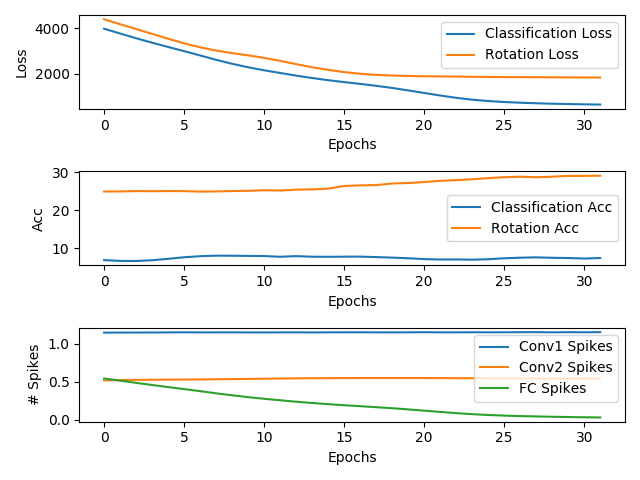 Loss
4000
2000
Classification Loss
Rotation Loss
0 5 10 15 20 25 30
Epochs
Acc
30
20
10
Classification Acc
Rotation Acc
0 5 10 15 20 25 30
Epochs
# Spikes
1.0
0.5
0.0
Conv1 Spikes
Conv2 Spikes
FC Spikes
0 5 10 15 20 25 30
Epochs